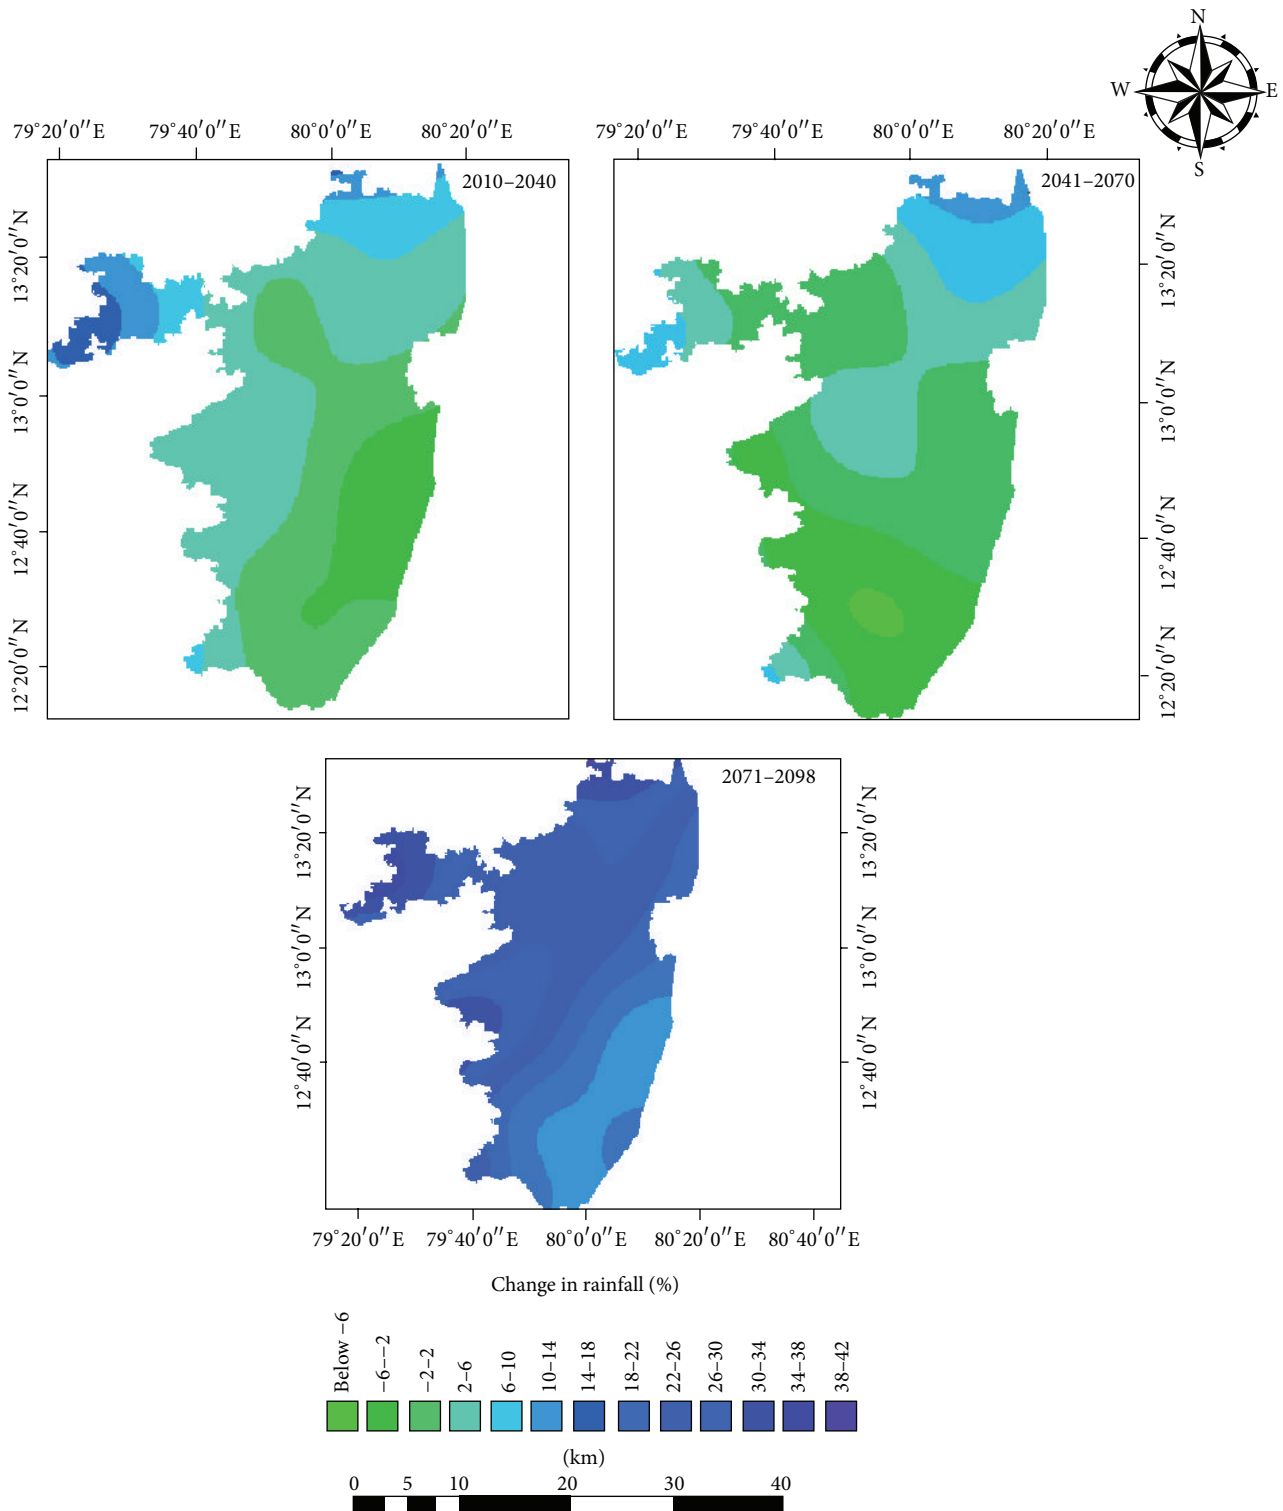 N
W E
S
79°20′0″E 79°40′0″E 80°0′0″E 80°20′0″E
79°20′0″E 79°40′0″E 80°0′0″E 80°20′0″E
2010–2040
2041–2070
13°20′0″N
13°0′0″N
12°40′0″N
12°20′0″N
13°20′0″N
13°0′0″N
12°40′0″N
12°20′0″N
2071–2098
13°20′0″N
13°0′0″N
12°40′0″N
13°20′0″N
13°0′0″N
12°40′0″N
79°20′0″E 79°40′0″E 80°0′0″E 80°20′0″E 80°40′0″E
Change in rainfall (%)
Below −6
−6–−2
−2–2
2–6
6–10
10–14
14–18
18–22
22–26
26–30
30–34
34–38
38–42
(km)
0 5 10 20 30 40